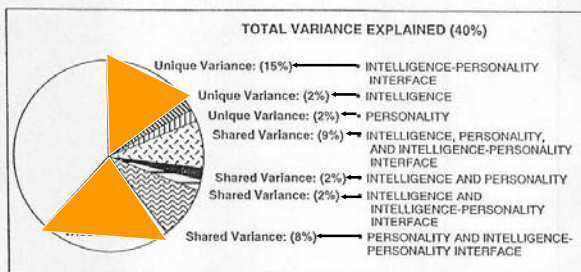 TOTAL VARIANCE EXPLAINED (40%)
Unique Variance: (15%) INTELLIGENCE-PERSONALITY
INTERFACE
Unique Variance: (2%) INTELLIGENCE
Unique Variance: (2%) PERSONALITY
Shared Variance: (9%) INTELLIGENCE, PERSONALITY,
AND INTELLIGENCE-PERSONALITY
INTERFACE
Shared Variance: (2%) INTELLIGENCE AND PERSONALITY
Shared Variance: (2%) INTELLIGENCE AND
INTELLIGENCE-PERSONALITY
INTERFACE
Shared Variance: (8%) PERSONALITY AND INTELLIGENCE-
PERSONALITY INTERFACE